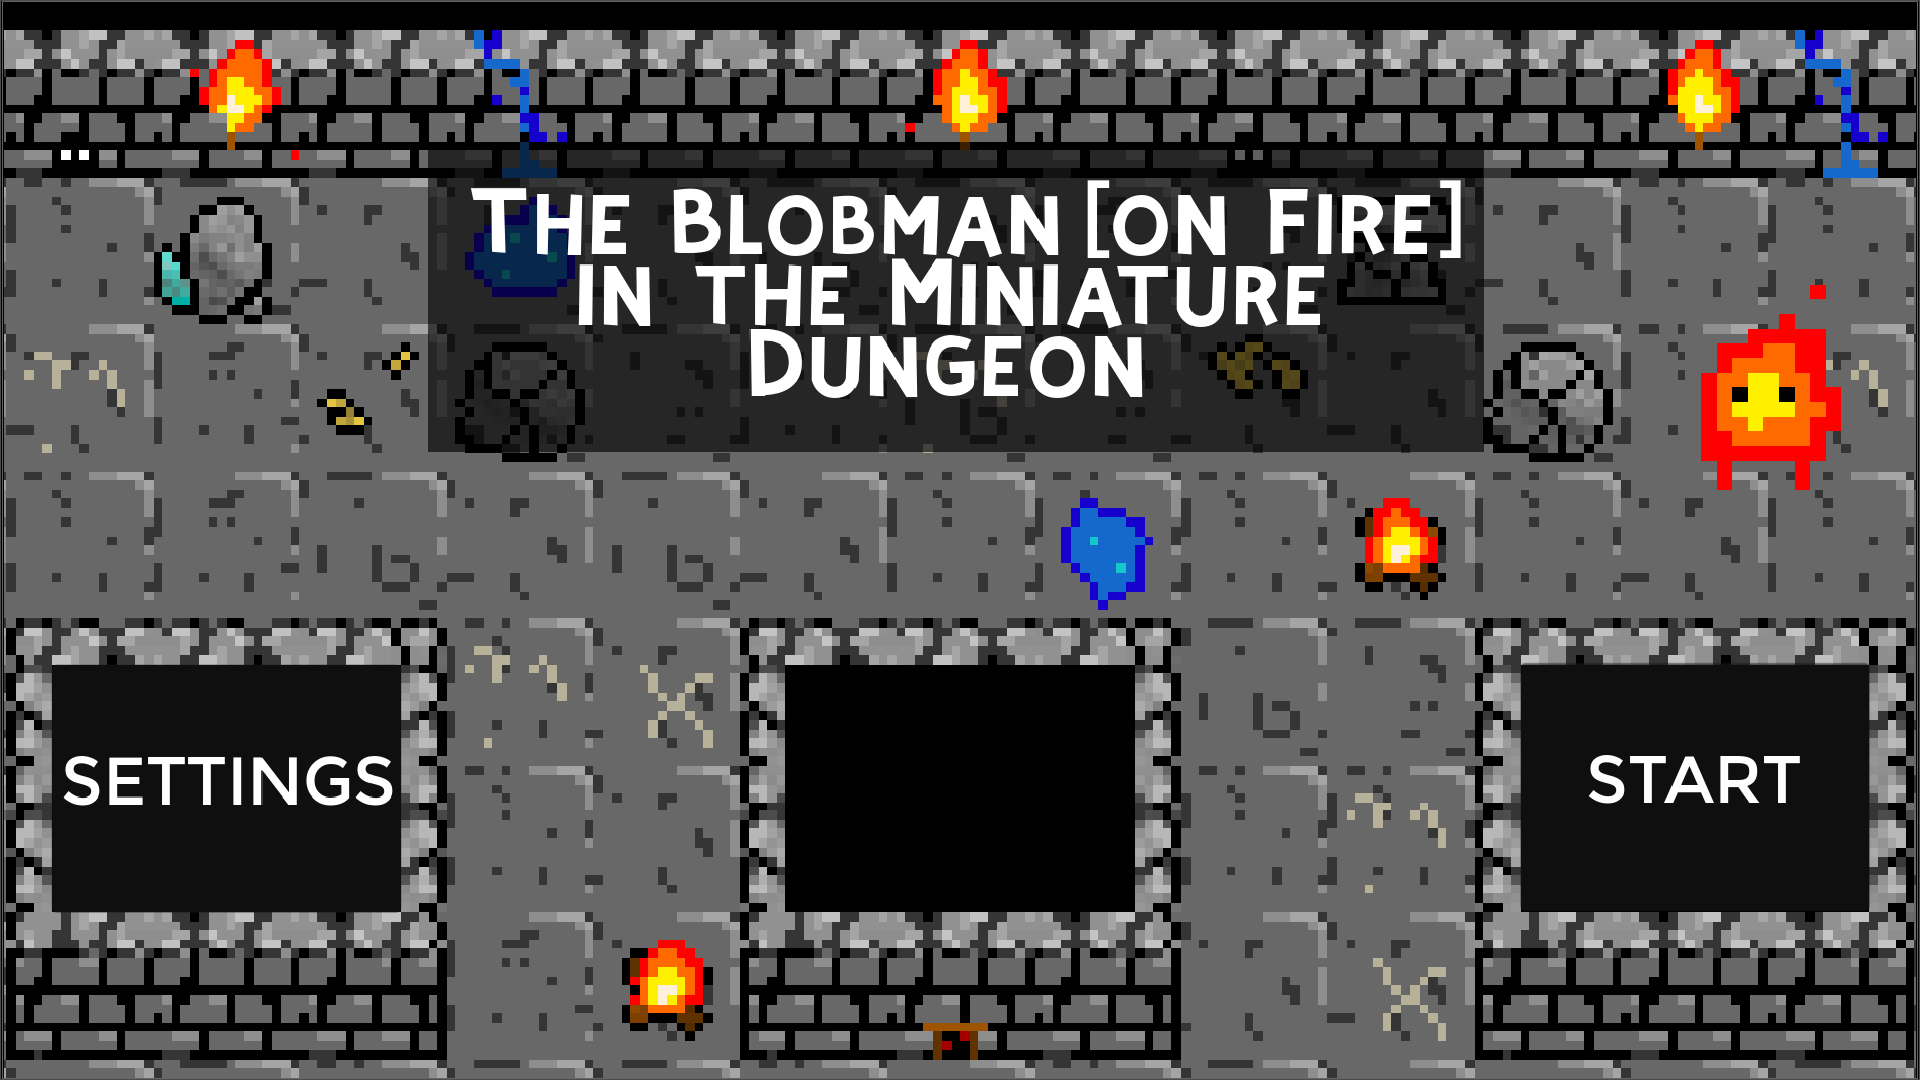 The Blobman [on Fire]
in the Miniature
Dungeon
SETTINGS
START